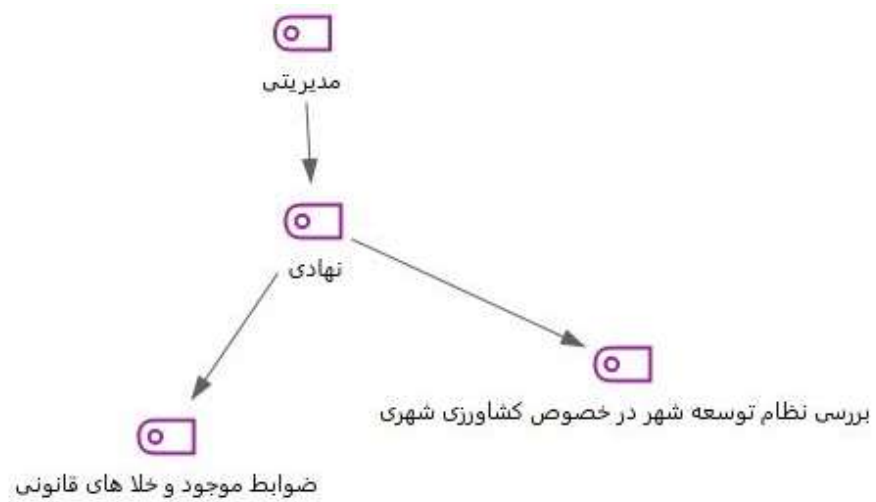 مدیریتی
نهادی
بررسی نظام توسعه شهر در خصوص کشاورزی شهری
ضوابط موجود و خلا های قانونی